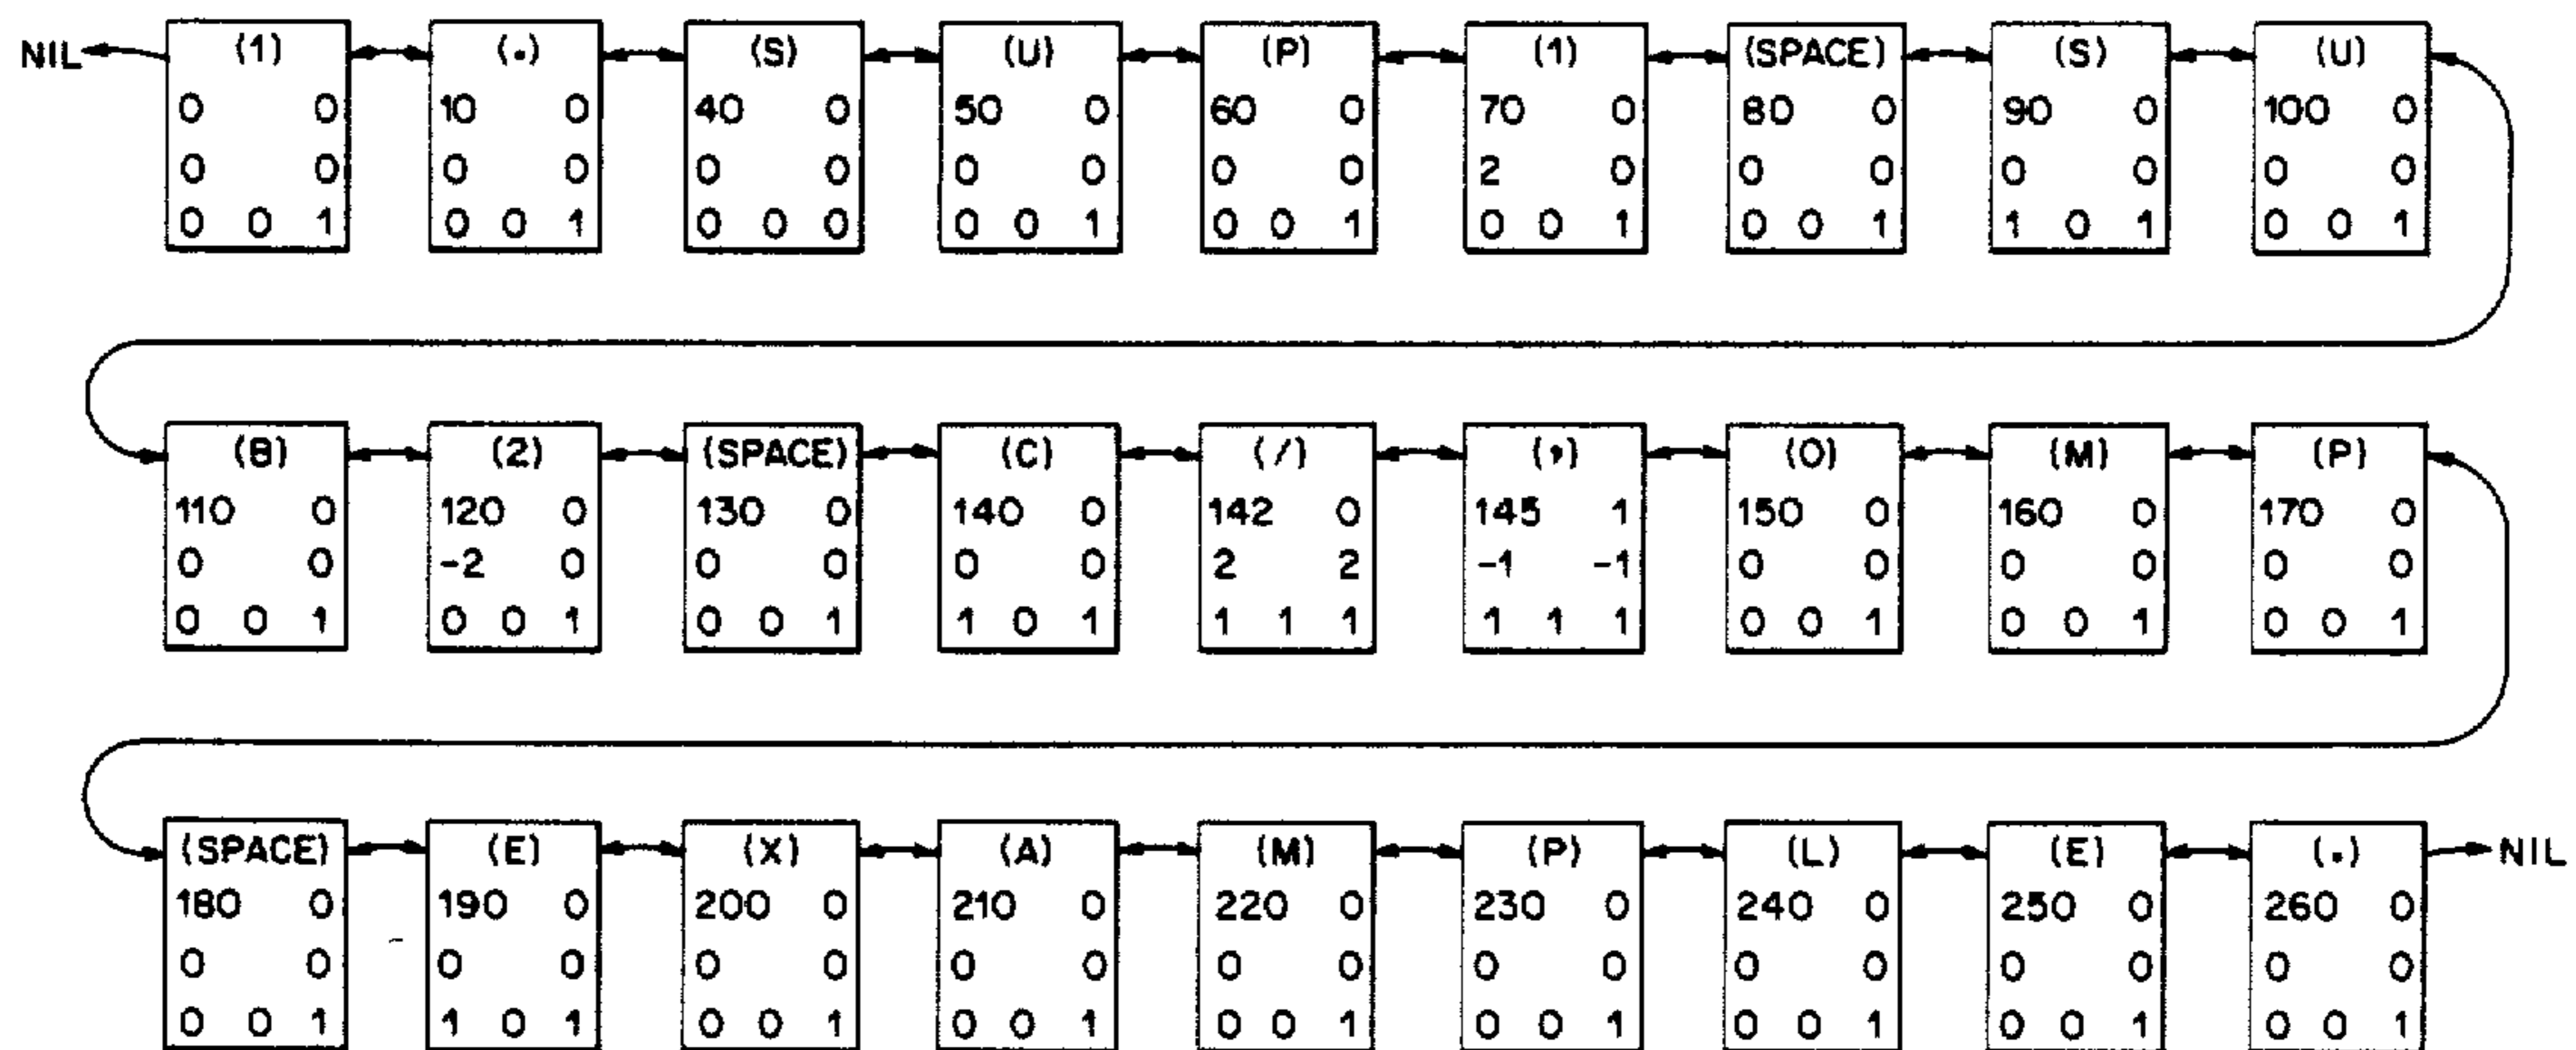 NIL (1) (.) (S) (U) (P) (1) (SPACE) (S) (U)
0 0 10 0 40 0 50 0 60 0 70 0 80 0 90 0 100 0
0 0 0 0 0 0 0 0 0 0 2 0 0 0 0 0 0 0
0 0 1 0 0 1 0 0 0 0 0 1 0 0 1 0 0 1 0 0 1 1 0 1 0 0 1
(8) (2) (SPACE) (C) (/) (,) (O) (M) (P)
110 0 120 0 130 0 140 0 142 0 145 1 150 0 160 0 170 0
0 0 -2 0 0 0 0 0 2 2 -1 -1 0 0 0 0 0 0
0 0 1 0 0 1 0 0 1 1 0 1 1 1 1 1 1 1 0 0 1 0 0 1 0 0 1
(SPACE) (E) (X) (A) (M) (P) (L) (E) (.) NIL
180 0 190 0 200 0 210 0 220 0 230 0 240 0 250 0 260 0
0 0 0 0 0 0 0 0 0 0 0 0 0 0 0 0 0 0
0 0 1 1 0 1 0 0 1 0 0 1 0 0 1 0 0 1 0 0 1 0 0 1 0 0 1